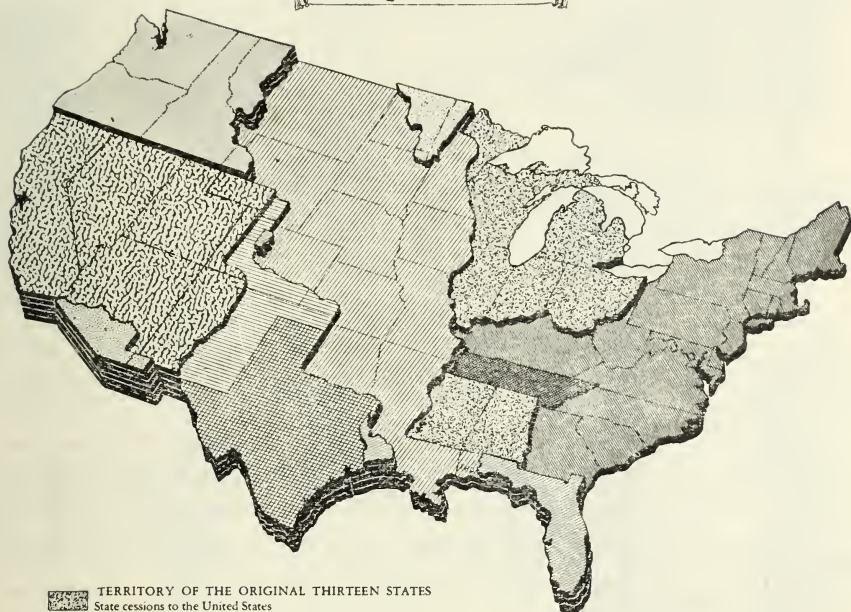 TERRITORY OF THE ORIGINAL THIRTEEN STATES
State cessions to the United States